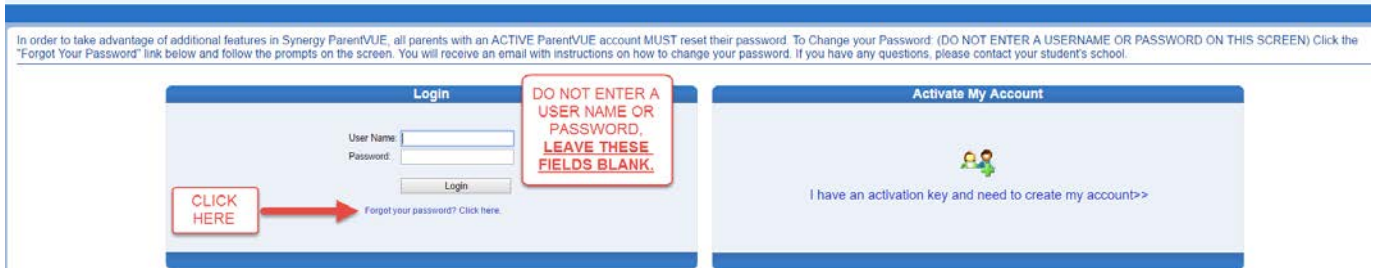 In order to take advantage of additional features in Synergy ParentVUE, all parents with an ACTIVE ParentVUE account MUST reset their password. To Change your Password: (DO NOT ENTER A USERNAME OR PASSWORD ON THIS SCREEN) Click the
"Forgot Your Password" link below and follow the prompts on the screen. You will receive an email with instructions on how to change your password. If you have any questions, please contact your student's school.
Login
DO NOT ENTER A
USER NAME OR
PASSWORD,
LEAVE THESE
FIELDS BLANK.
User Name:
Password:
Login
CLICK
HERE
Forgot your password? Click here.
Activate My Account
I have an activation key and need to create my account>>